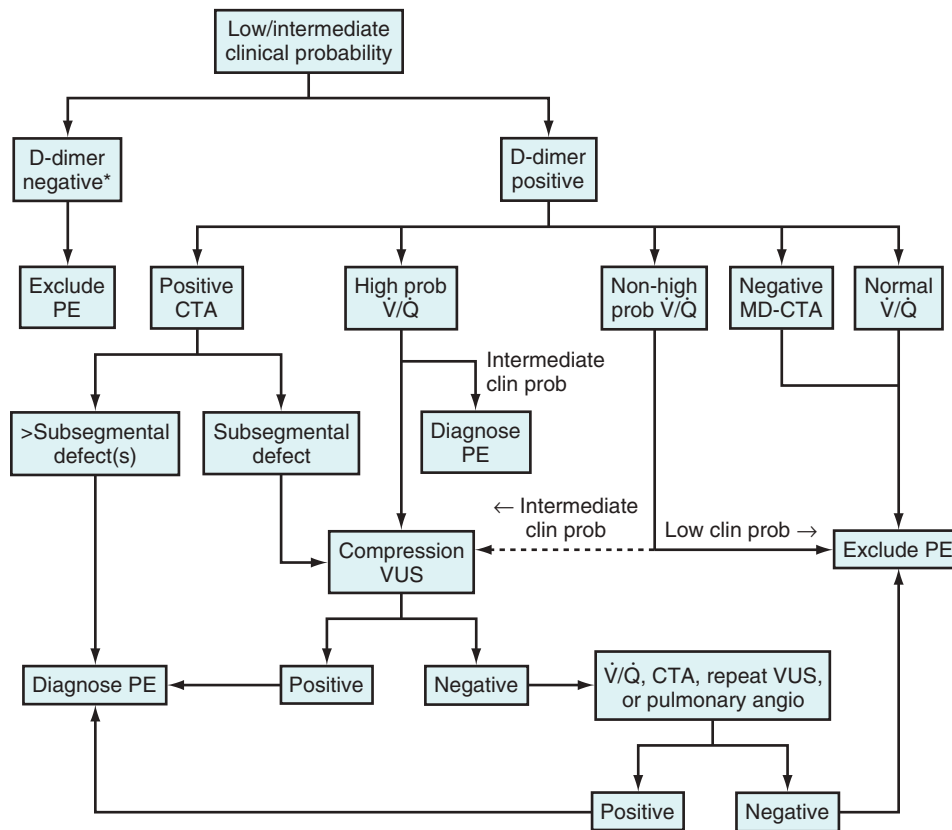 Low/intermediate
clinical probability
D-dimer
negative*
D-dimer
positive
Exclude
PE
Positive
CTA
High prob
V̇/Q̇
Non-high
prob V̇/Q̇
Negative
MD-CTA
Normal
V̇/Q̇
Intermediate
clin prob
>Subsegmental
defect(s)
Subsegmental
defect
Diagnose
PE
← Intermediate
clin prob
Low clin prob →
Compression
VUS
Exclude PE
Diagnose PE
Positive
Negative
V̇/Q̇, CTA, repeat VUS,
or pulmonary angio
Positive
Negative